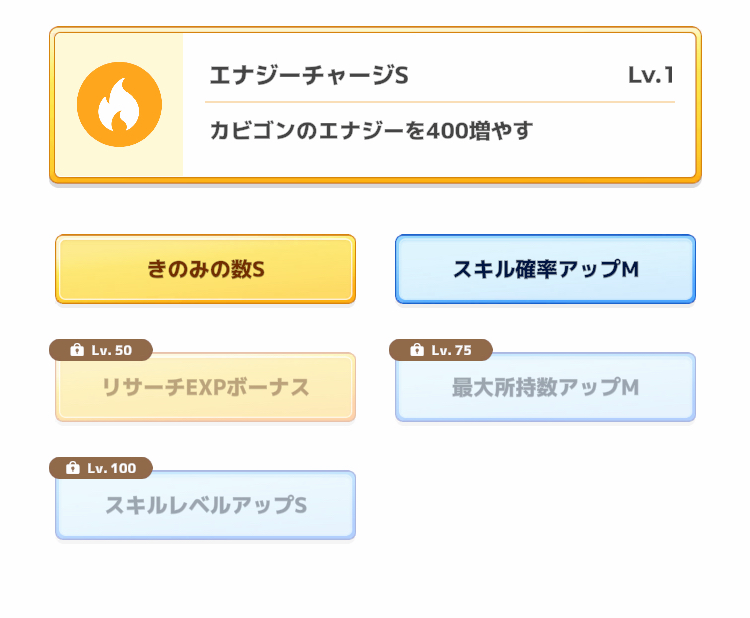 エナジーチャージS
Lv.1
カビゴンのエナジーを400増やす
きのみの数S
スキル確率アップM
Lv. 50
Lv. 75
リサーチEXPボーナス
最大所持数アップM
Lv. 100
スキルレベルアップS